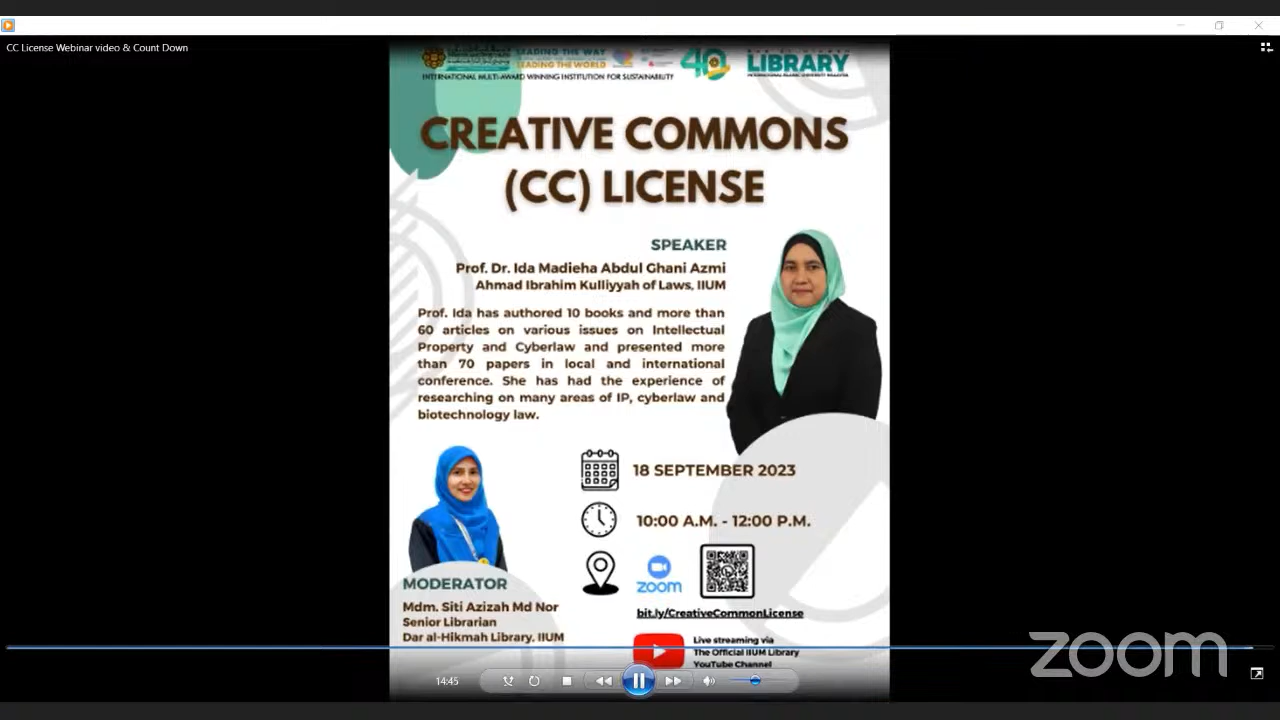 CC License Webinar video & Count Down
LEADING THE WAY
LEADING THE WORLD
INTERNATIONAL MULTI-AWARD WINNING INSTITUTION FOR SUSTAINABILITY
40
LIBRARY
INTERNATIONAL ISLAMIC UNIVERSITY MALAYSIA
CREATIVE COMMONS
(CC) LICENSE
SPEAKER
Prof. Dr. Ida Madieha Abdul Ghani Azmi
Ahmad Ibrahim Kulliyyah of Laws, IIUM
Prof. Ida has authored 10 books and more than
60 articles on various issues on Intellectual
Property and Cyberlaw and presented more
than 70 papers in local and international
conference. She has had the experience of
researching on many areas of IP, cyberlaw and
biotechnology law.
18 SEPTEMBER 2023
10:00 A.M. - 12:00 P.M.
zoom
bit.ly/CreativeCommonLicense
MODERATOR
Mdm. Siti Azizah Md Nor
Senior Librarian
Dar al-Hikmah Library, IIUM
Live streaming via
The Official IIUM Library
YouTube Channel
14:45
zoom